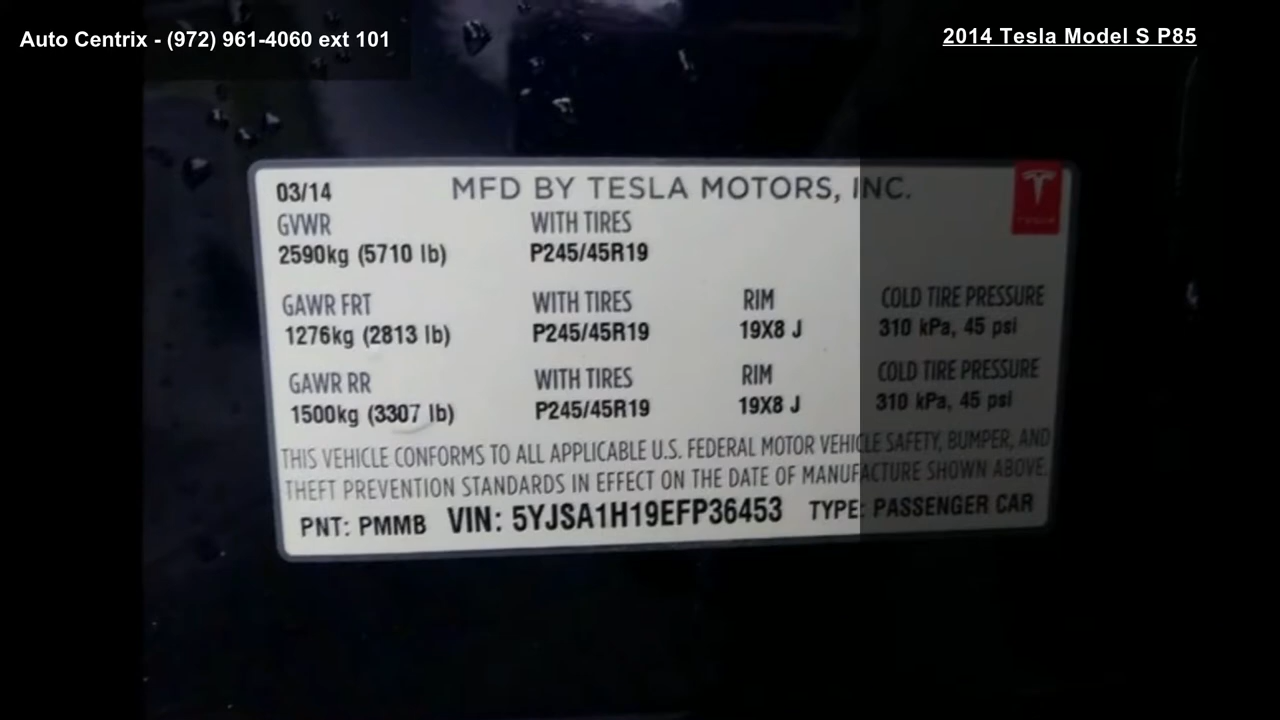 Auto Centrix - (972) 961-4060 ext 101
2014 Tesla Model S P85
03/14 MFD BY TESLA MOTORS, INC.
TESLA
GVWR WITH TIRES
2590kg (5710 lb) P245/45R19
GAWR FRT WITH TIRES RIM COLD TIRE PRESSURE
1276kg (2813 lb) P245/45R19 19X8 J 310 kPa, 45 psi
GAWR RR WITH TIRES RIM COLD TIRE PRESSURE
1500kg (3307 lb) P245/45R19 19X8 J 310 kPa, 45 psi
THIS VEHICLE CONFORMS TO ALL APPLICABLE U.S. FEDERAL MOTOR VEHICLE SAFETY, BUMPER, AND
THEFT PREVENTION STANDARDS IN EFFECT ON THE DATE OF MANUFACTURE SHOWN ABOVE.
PNT: PMMB VIN: 5YJSA1H19EFP36453 TYPE: PASSENGER CAR